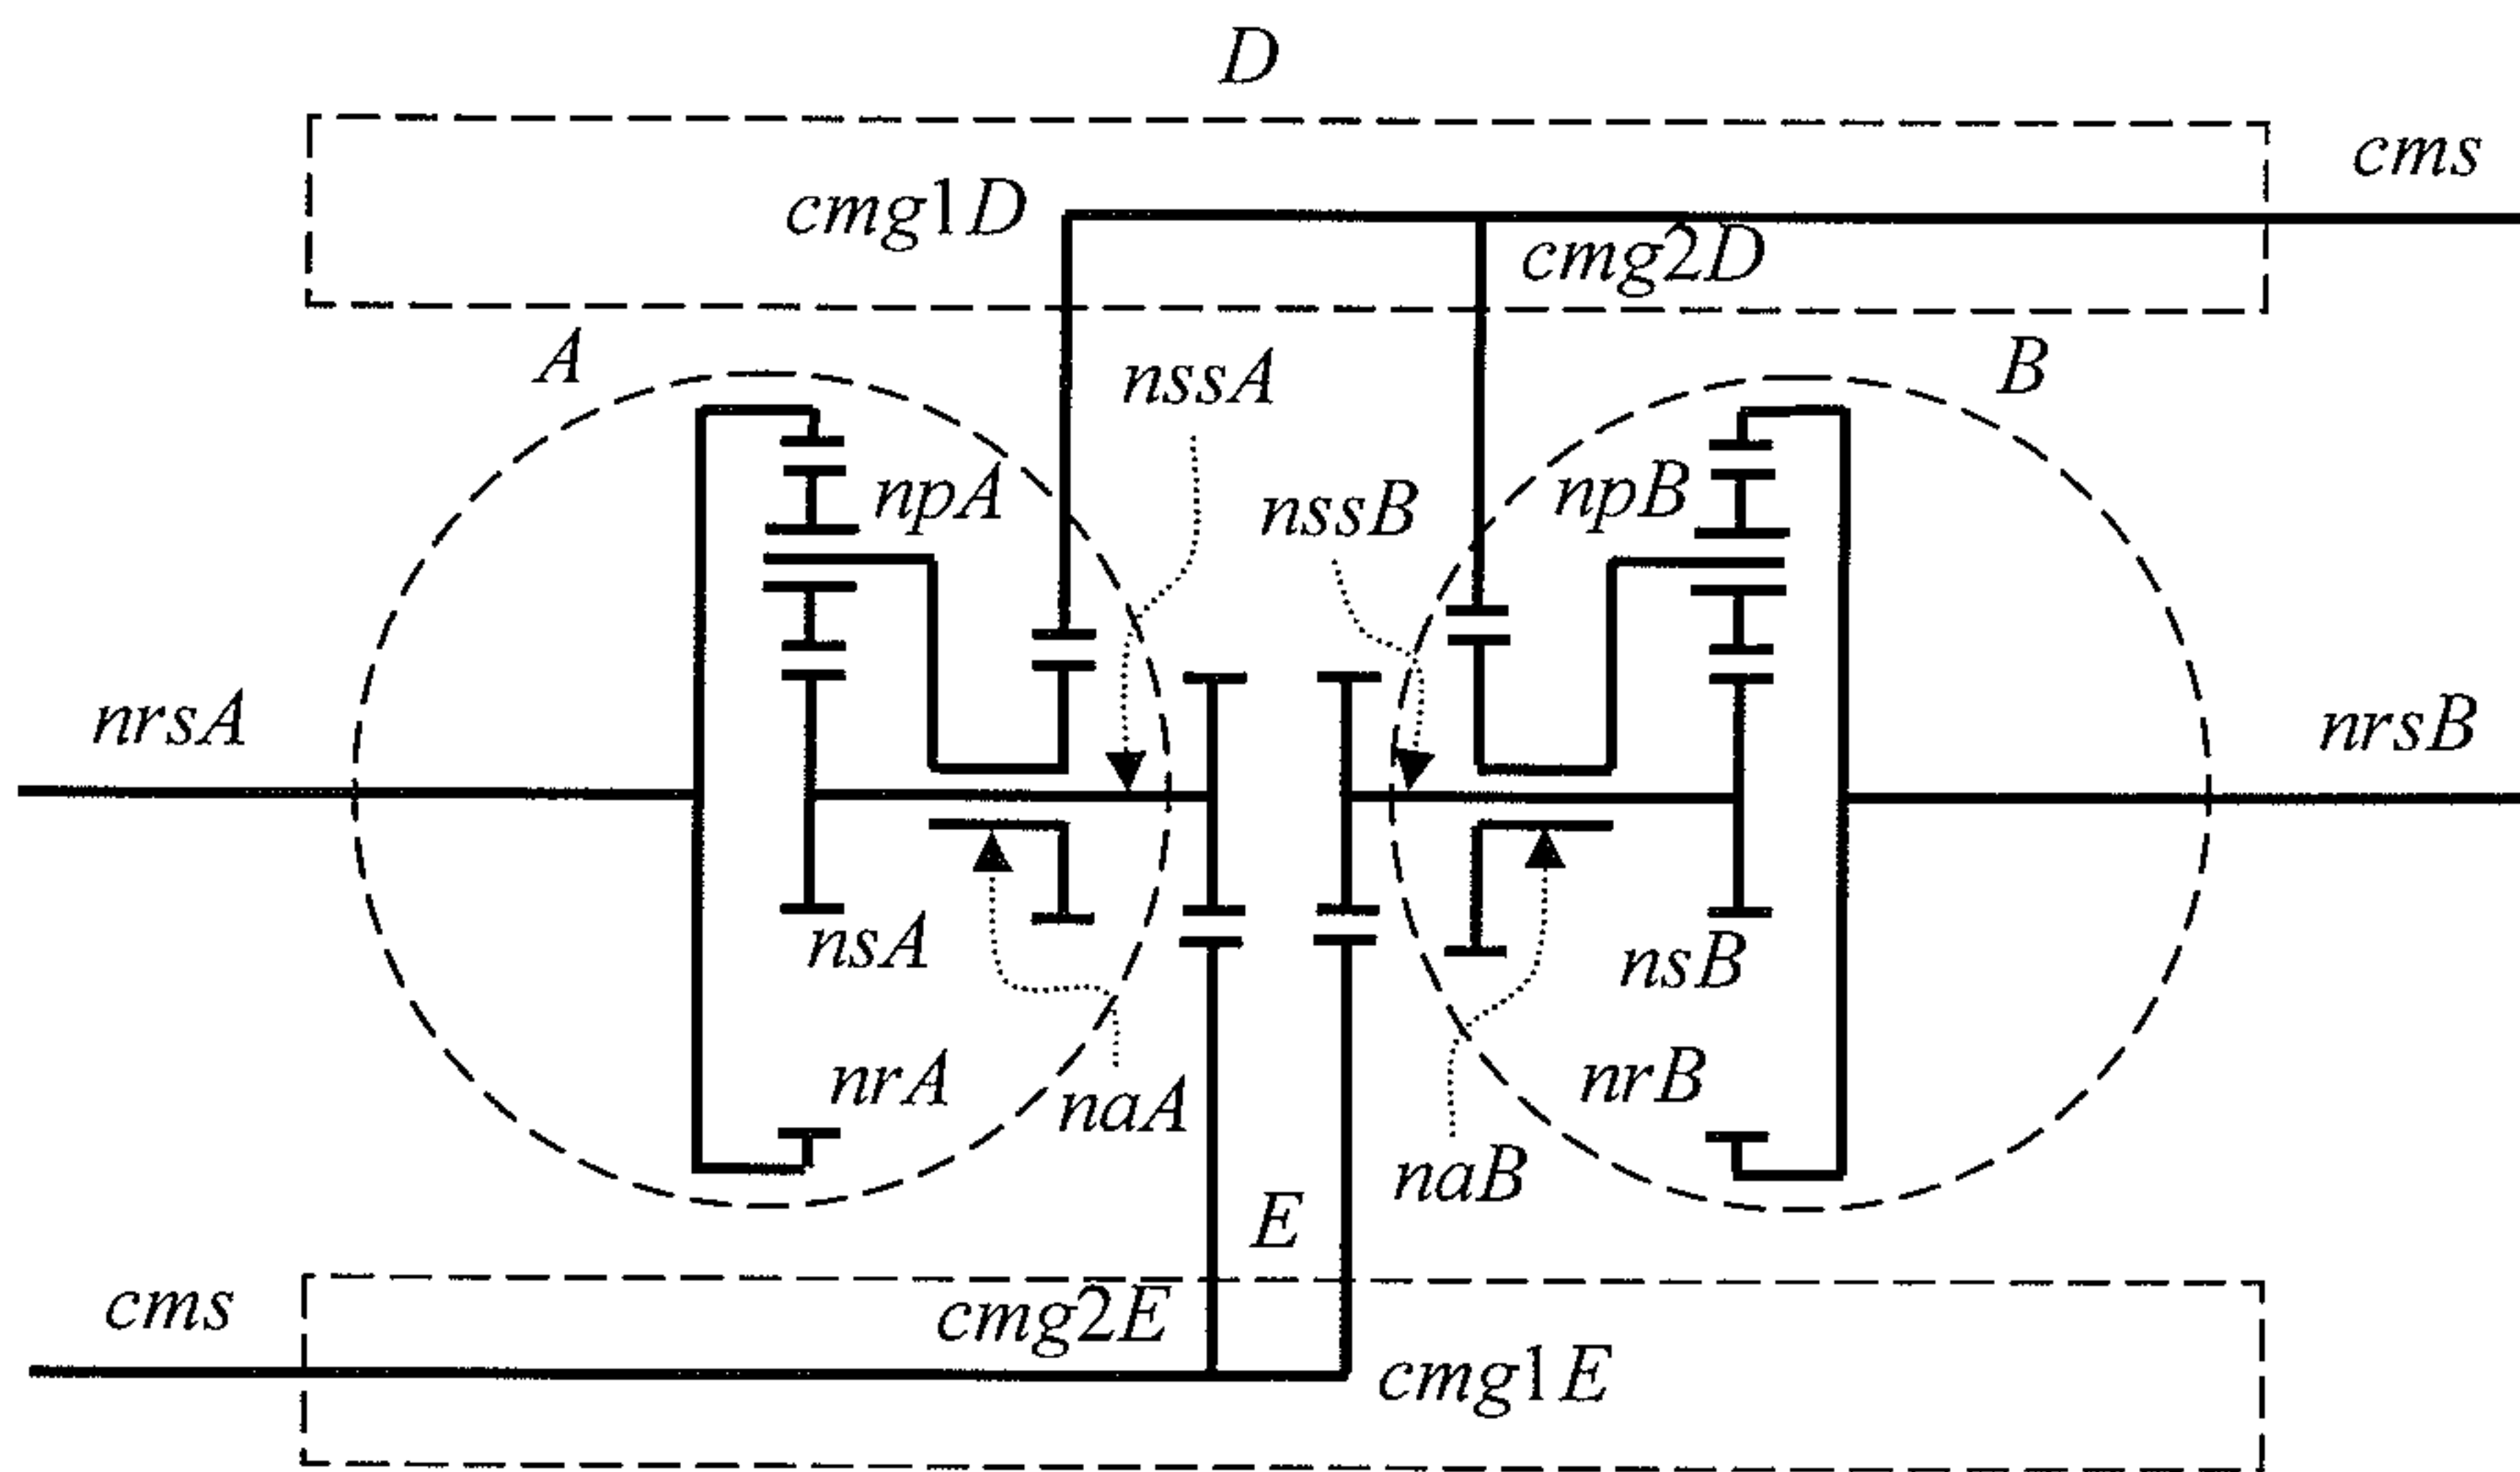 D
cms
cmg1D
cmg2D
A
nssA
B
npA
nssB
npB
nrsA
nrsB
nsA
nsB
nrA
naA
nrB
naB
E
cms
cmg2E
cmg1E